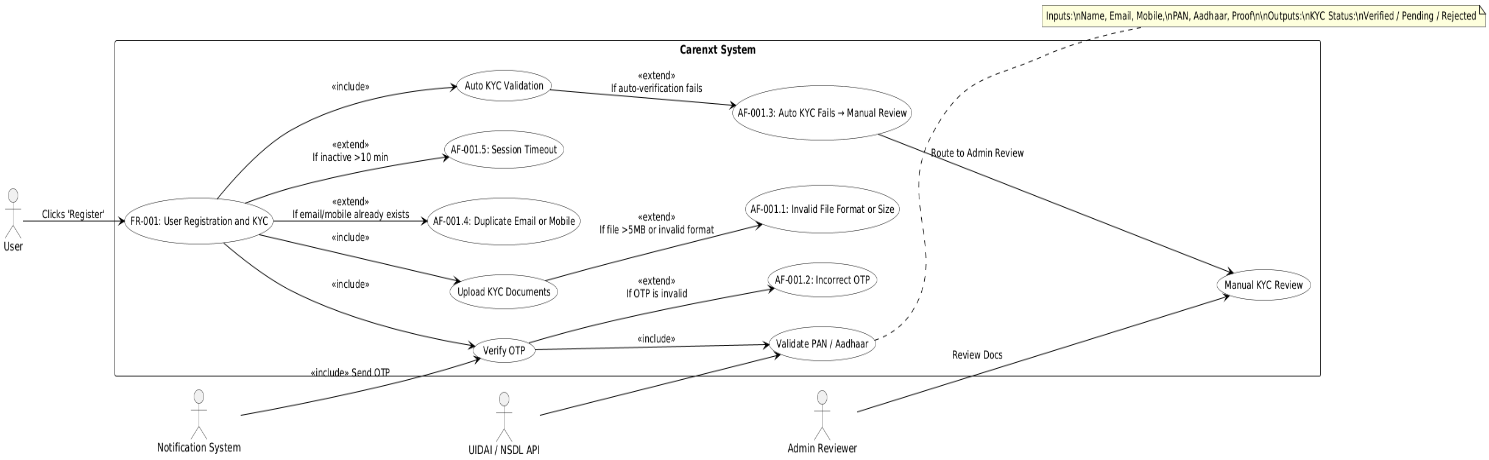 Inputs:\nName, Email, Mobile,\nPAN, Aadhaar, Proof\n\nOutputs:\nKYC Status:\nVerified / Pending / Rejected
Carenxt System
«include»
Auto KYC Validation
«extend»
If auto-verification fails
AF-001.3: Auto KYC Fails → Manual Review
«extend»
If inactive >10 min
AF-001.5: Session Timeout
Route to Admin Review
User
Clicks 'Register'
FR-001: User Registration and KYC
«extend»
If email/mobile already exists
AF-001.4: Duplicate Email or Mobile
«extend»
If file >5MB or invalid format
AF-001.1: Invalid File Format or Size
«include»
Upload KYC Documents
«extend»
If OTP is invalid
AF-001.2: Incorrect OTP
Manual KYC Review
«include»
Verify OTP
«include»
Validate PAN / Aadhaar
Review Docs
«include» Send OTP
Notification System
UIDAI / NSDL API
Admin Reviewer